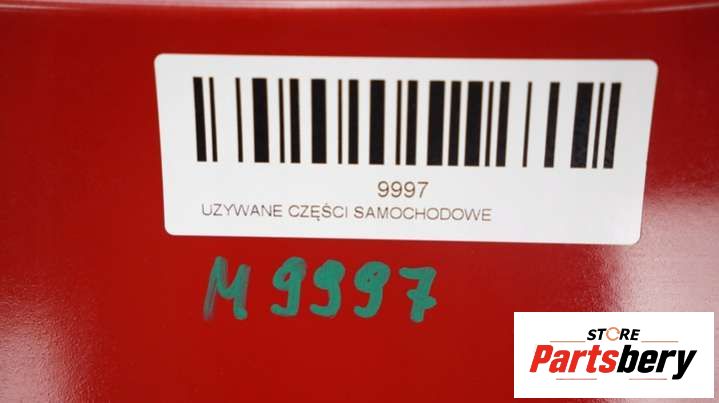 9997
UZYWANE CZĘŚCI SAMOCHODOWE
M 9997
STORE
Partsbery